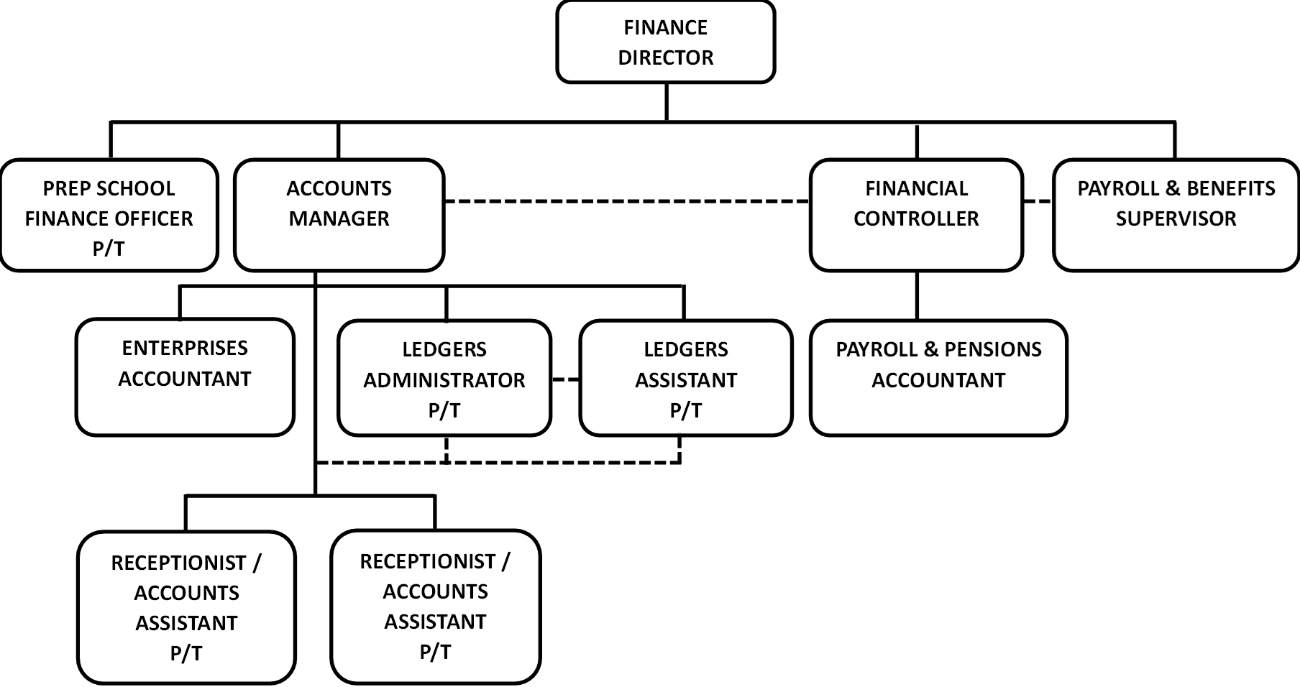 FINANCE
DIRECTOR
PREP SCHOOL
FINANCE OFFICER
P/T
ACCOUNTS
MANAGER
FINANCIAL
CONTROLLER
PAYROLL & BENEFITS
SUPERVISOR
ENTERPRISES
ACCOUNTANT
LEDGERS
ADMINISTRATOR
P/T
LEDGERS
ASSISTANT
P/T
PAYROLL & PENSIONS
ACCOUNTANT
RECEPTIONIST /
ACCOUNTS
ASSISTANT
P/T
RECEPTIONIST /
ACCOUNTS
ASSISTANT
P/T